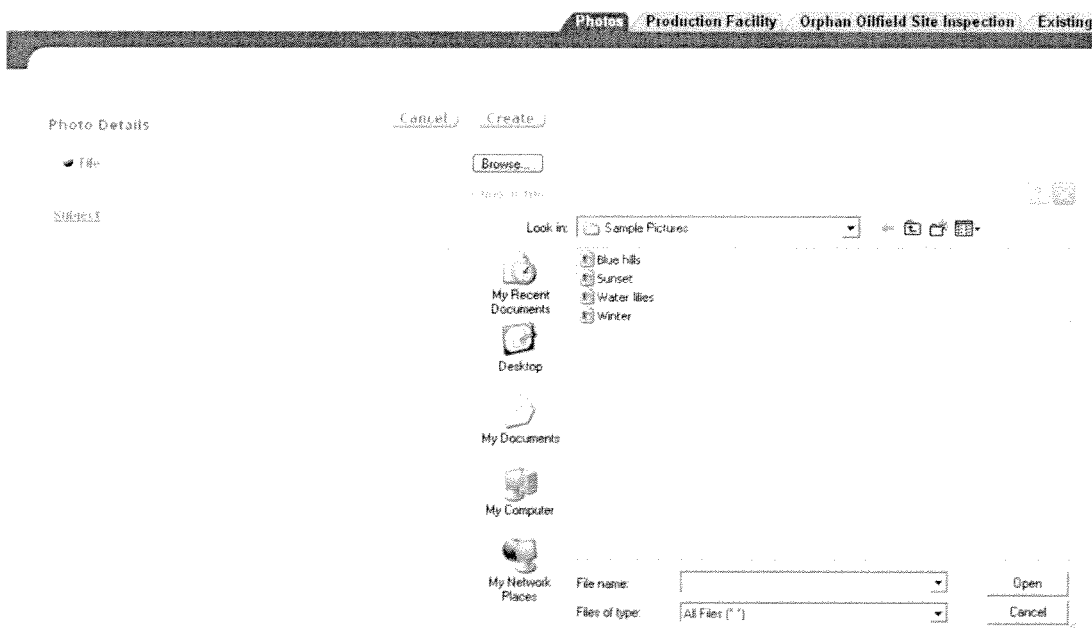 Photos Production Facility Orphan Oilfield Site Inspection Existing
Photo Details Cancel Create
File Browse...
Subject
Look in: Sample Pictures
Blue hills
Sunset
Water lilies
Winter
My Recent
Documents
Desktop
My Documents
My Computer
My Network
Places
File name: Open
Files of type: All Files (*.*) Cancel